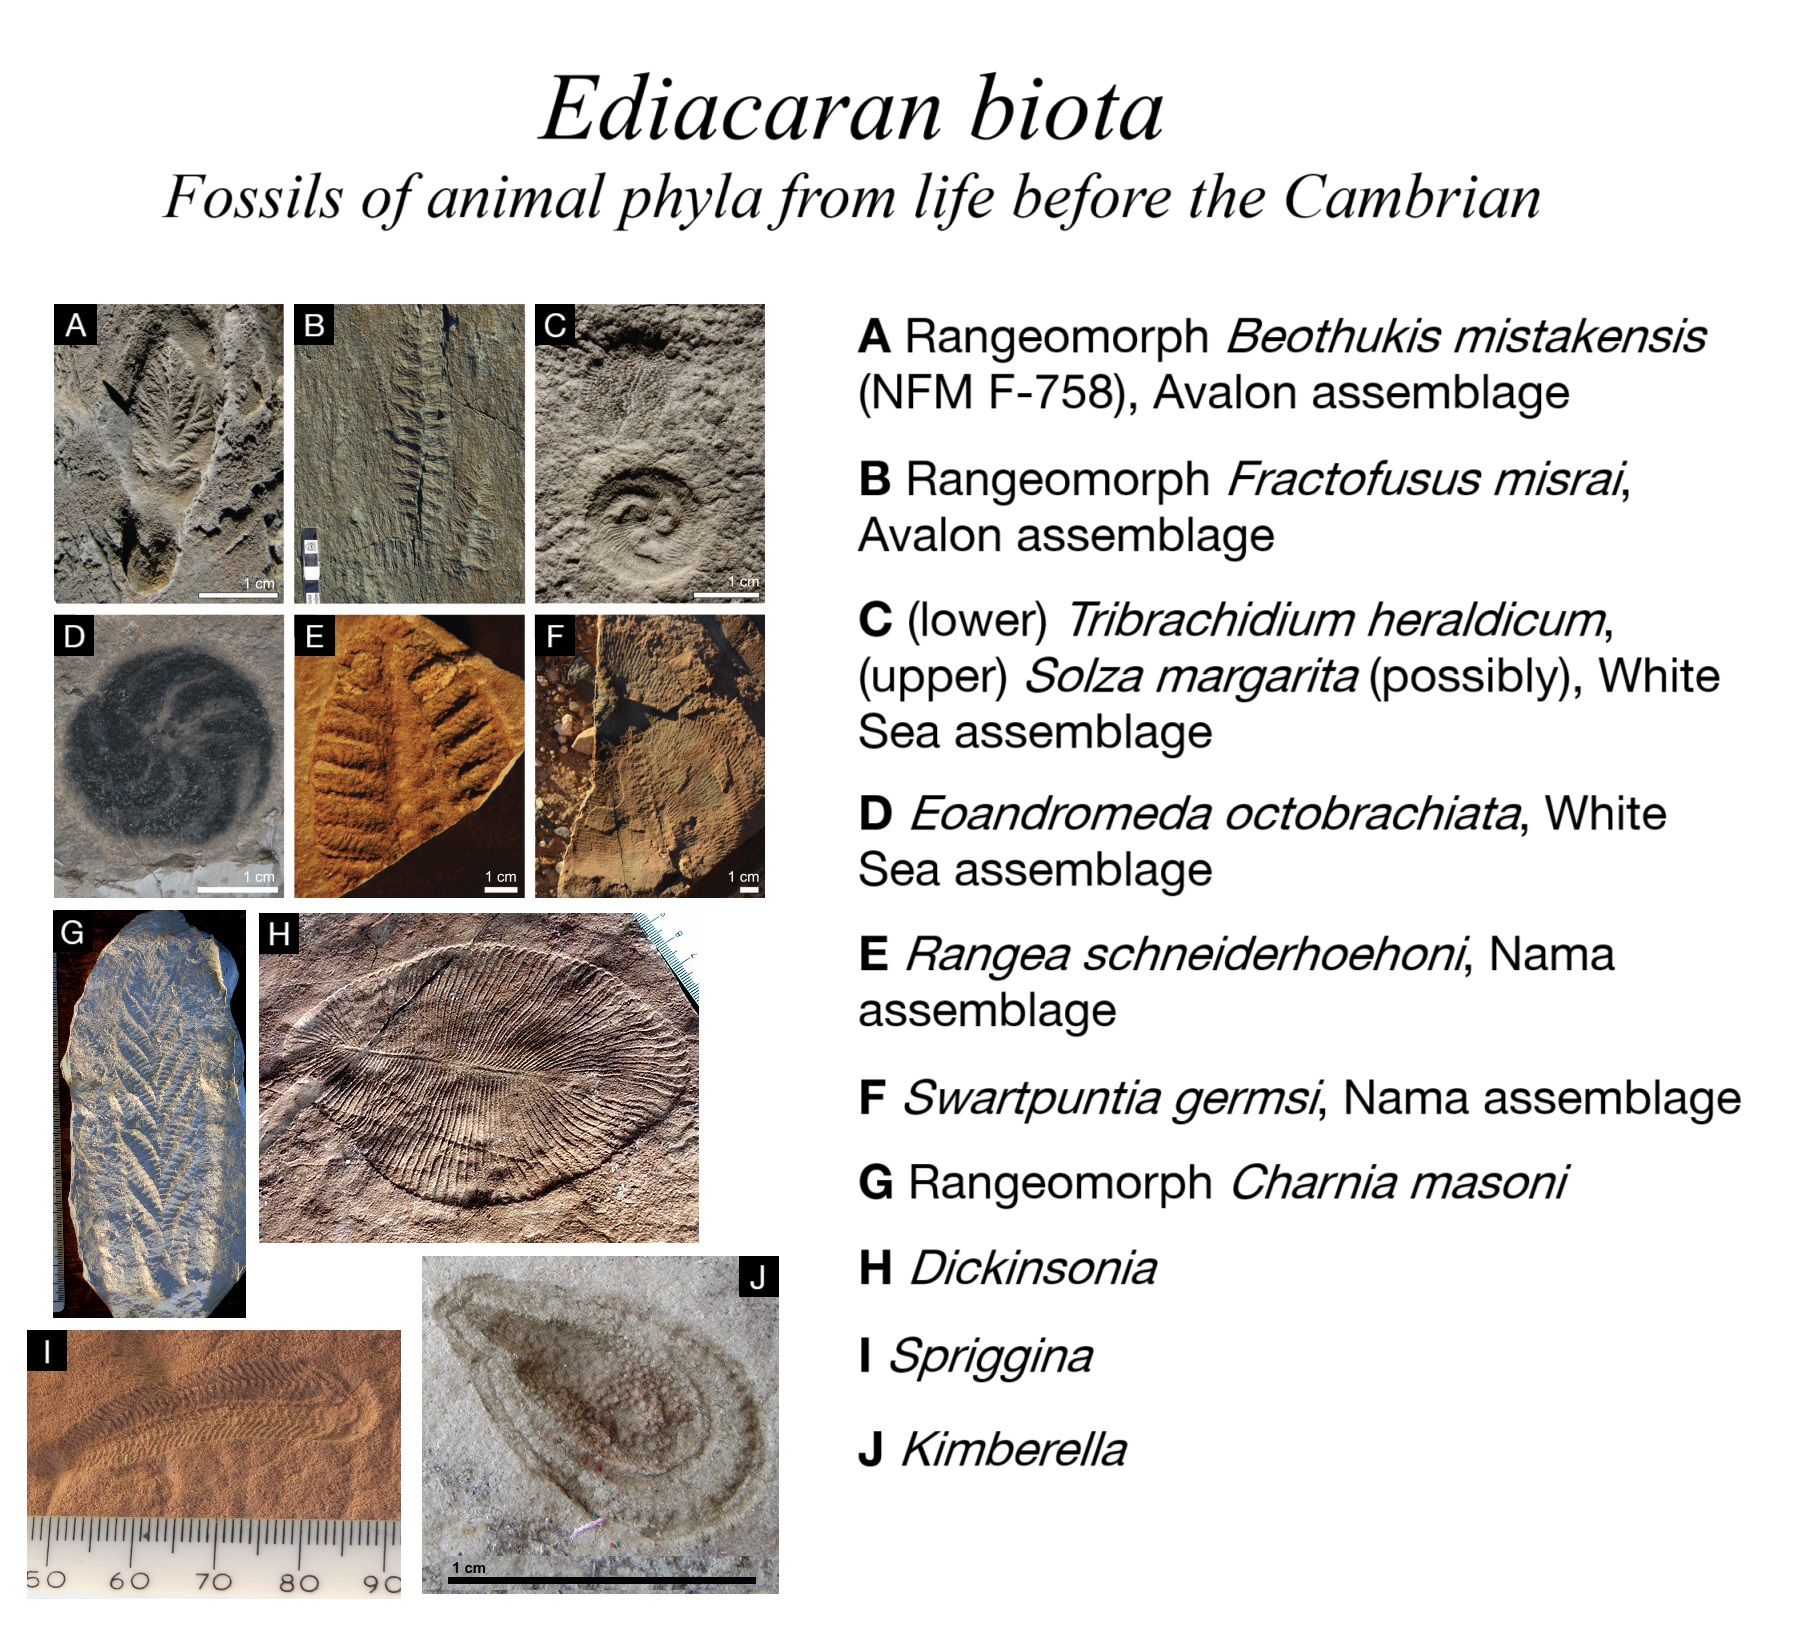 Ediacaran biota
Fossils of animal phyla from life before the Cambrian
A
1 cm
B
C
1 cm
D
1 cm
E
1 cm
F
1 cm
G
H
I
50 60 70 80 90
J
1 cm
A Rangeomorph Beothukis mistakensis
(NFM F-758), Avalon assemblage
B Rangeomorph Fractofusus misrai,
Avalon assemblage
C (lower) Tribrachidium heraldicum,
(upper) Solza margarita (possibly), White
Sea assemblage
D Eoandromeda octobrachiata, White
Sea assemblage
E Rangea schneiderhoehoni, Nama
assemblage
F Swartpuntia germsi, Nama assemblage
G Rangeomorph Charnia masoni
H Dickinsonia
I Spriggina
J Kimberella